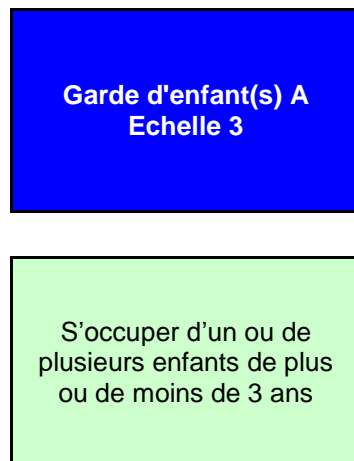 Garde d'enfant(s) A
Echelle 3
S’occuper d’un ou de
plusieurs enfants de plus
ou de moins de 3 ans